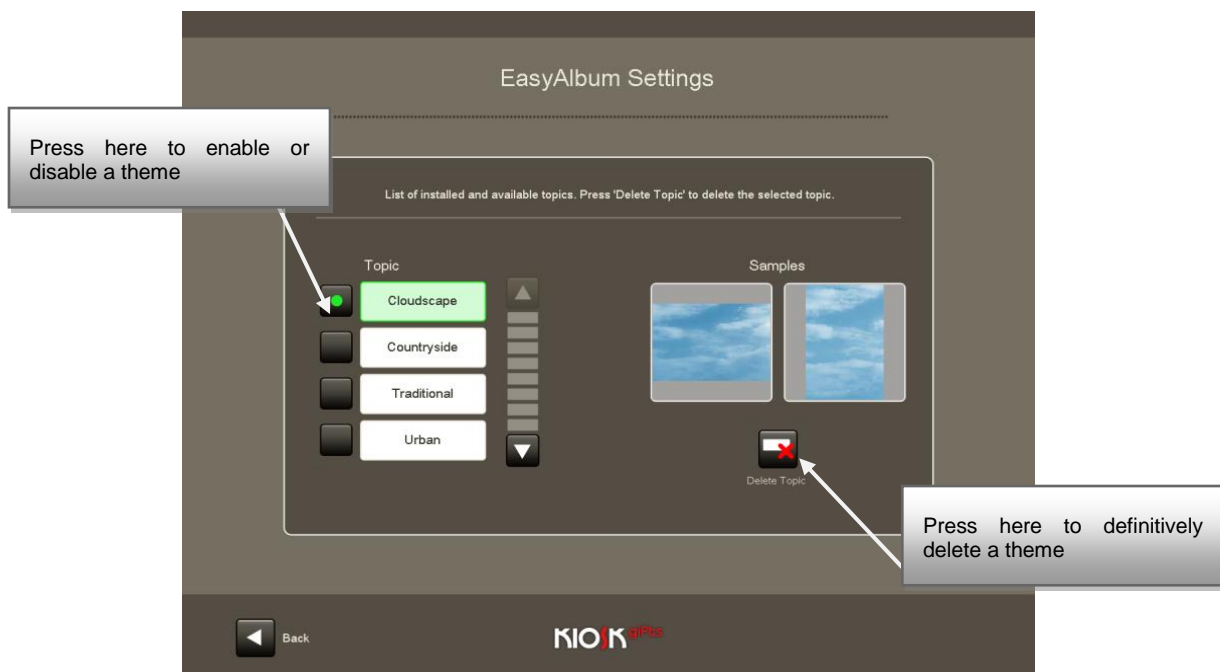 EasyAlbum Settings
Press here to enable or
disable a theme
List of installed and available topics. Press 'Delete Topic' to delete the selected topic.
Topic
Samples
Cloudscape
Countryside
Traditional
Urban
Delete Topic
Press here to definitively
delete a theme
Back
KIOSK giFts